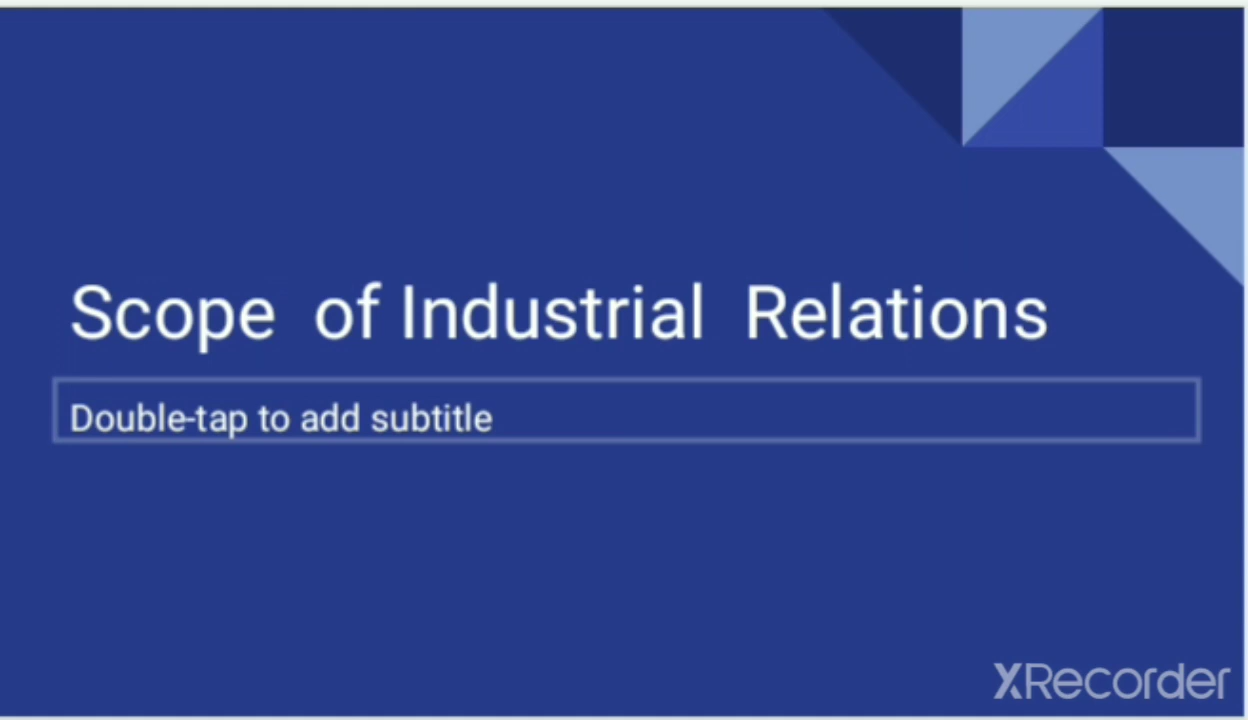 Scope of Industrial Relations
Double-tap to add subtitle
XRecorder